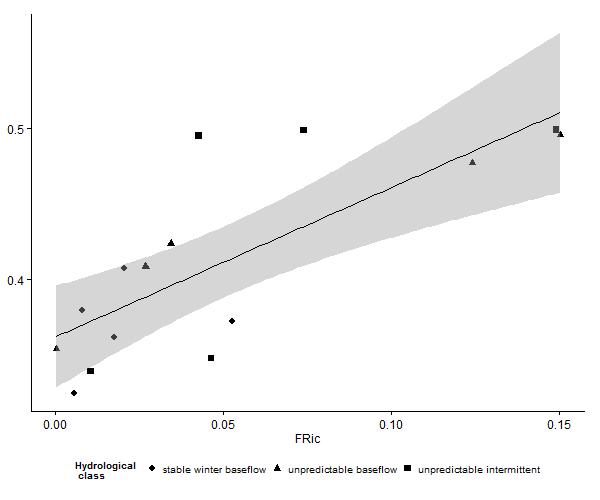 0.5
0.4
0.00 0.05 0.10 0.15
FRic
Hydrological
class
stable winter baseflow unpredictable baseflow unpredictable intermittent